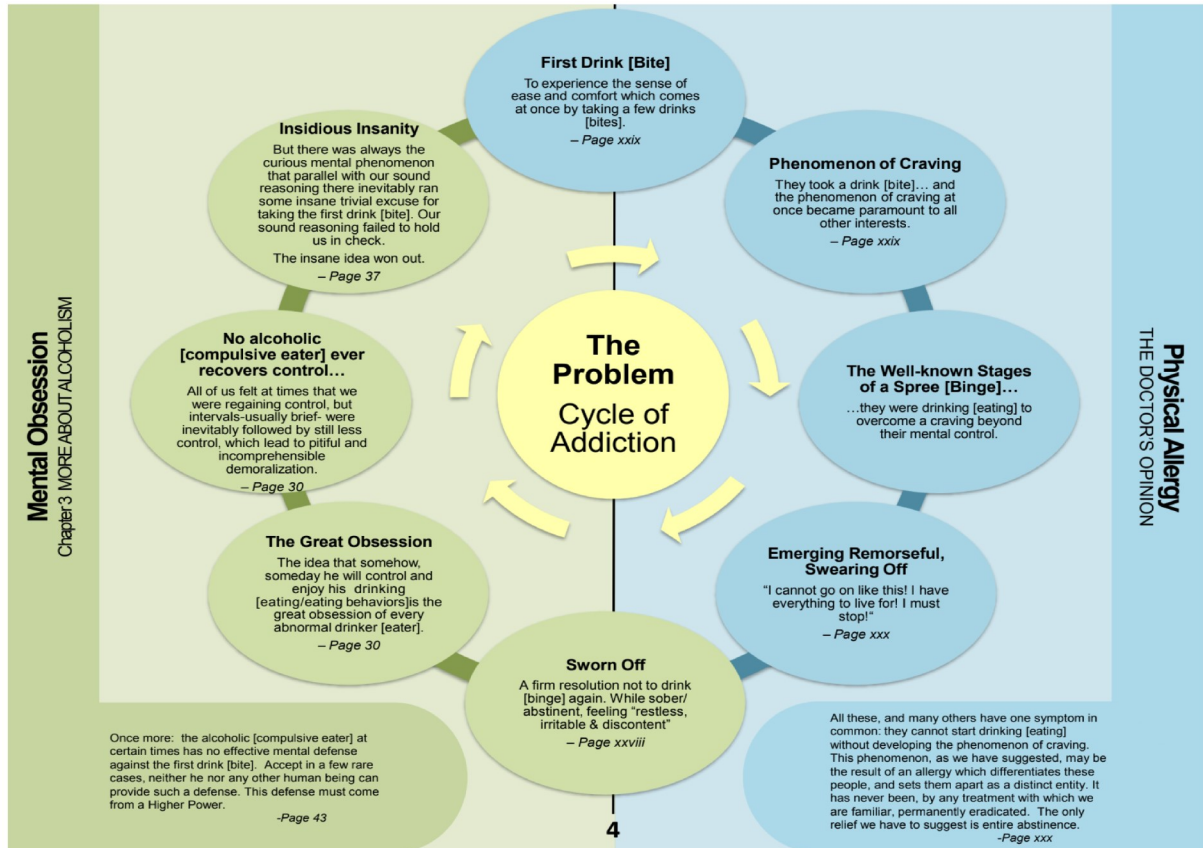 Mental Obsession
Chapter 3 MORE ABOUT ALCOHOLISM
First Drink [Bite]
To experience the sense of
ease and comfort which comes
at once by taking a few drinks
[bites].
– Page xxix
Phenomenon of Craving
They took a drink [bite]… and
the phenomenon of craving at
once became paramount to all
other interests.
– Page xxix
The Well-known Stages
of a Spree [Binge]…
…they were drinking [eating] to
overcome a craving beyond
their mental control.
Emerging Remorseful,
Swearing Off
“I cannot go on like this! I have
everything to live for! I must
stop!“
– Page xxx
Sworn Off
A firm resolution not to drink
[binge] again. While sober/
abstinent, feeling “restless,
irritable & discontent”
– Page xxviii
The Great Obsession
The idea that somehow,
someday he will control and
enjoy his  drinking
[eating/eating behaviors]is the
great obsession of every
abnormal drinker [eater].
– Page 30
No alcoholic
[compulsive eater] ever
recovers control…
All of us felt at times that we
were regaining control, but
intervals-usually brief- were
inevitably followed by still less
control, which lead to pitiful and
incomprehensible
demoralization.
– Page 30
Insidious Insanity
But there was always the
curious mental phenomenon
that parallel with our sound
reasoning there inevitably ran
some insane trivial excuse for
taking the first drink [bite]. Our
sound reasoning failed to hold
us in check.
The insane idea won out.
– Page 37
The
Problem
Cycle of
Addiction
Physical Allergy
THE DOCTOR’S OPINION
Once more:  the alcoholic [compulsive eater] at
certain times has no effective mental defense
against the first drink [bite].  Accept in a few rare
cases, neither he nor any other human being can
provide such a defense. This defense must come
from a Higher Power.
-Page 43
All these, and many others have one symptom in
common: they cannot start drinking [eating]
without developing the phenomenon of craving.
This phenomenon, as we have suggested, may be
the result of an allergy which differentiates these
people, and sets them apart as a distinct entity. It
has never been, by any treatment with which we
are familiar, permanently eradicated.  The only
relief we have to suggest is entire abstinence.
-Page xxx
4